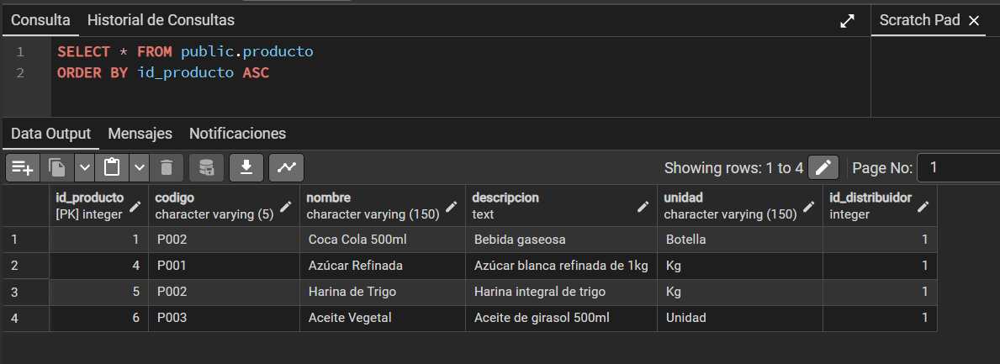 Consulta Historial de Consultas Scratch Pad
1 SELECT * FROM public.producto
2 ORDER BY id_producto ASC
Data Output Mensajes Notificaciones
Showing rows: 1 to 4 Page No: 1
id_producto codigo nombre descripcion unidad id_distribuidor
[PK] integer character varying (5) character varying (150) text character varying (150) integer
1 1 P002 Coca Cola 500ml Bebida gaseosa Botella 1
2 4 P001 Azúcar Refinada Azúcar blanca refinada de 1kg Kg 1
3 5 P002 Harina de Trigo Harina integral de trigo Kg 1
4 6 P003 Aceite Vegetal Aceite de girasol 500ml Unidad 1